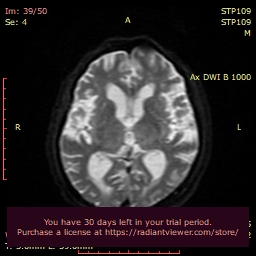 Im: 39/50
Se: 4
STP109
STP109
M
A
Ax DWI B 1000
R
L
You have 30 days left in your trial period.
Purchase a license at https://radiantviewer.com/store/